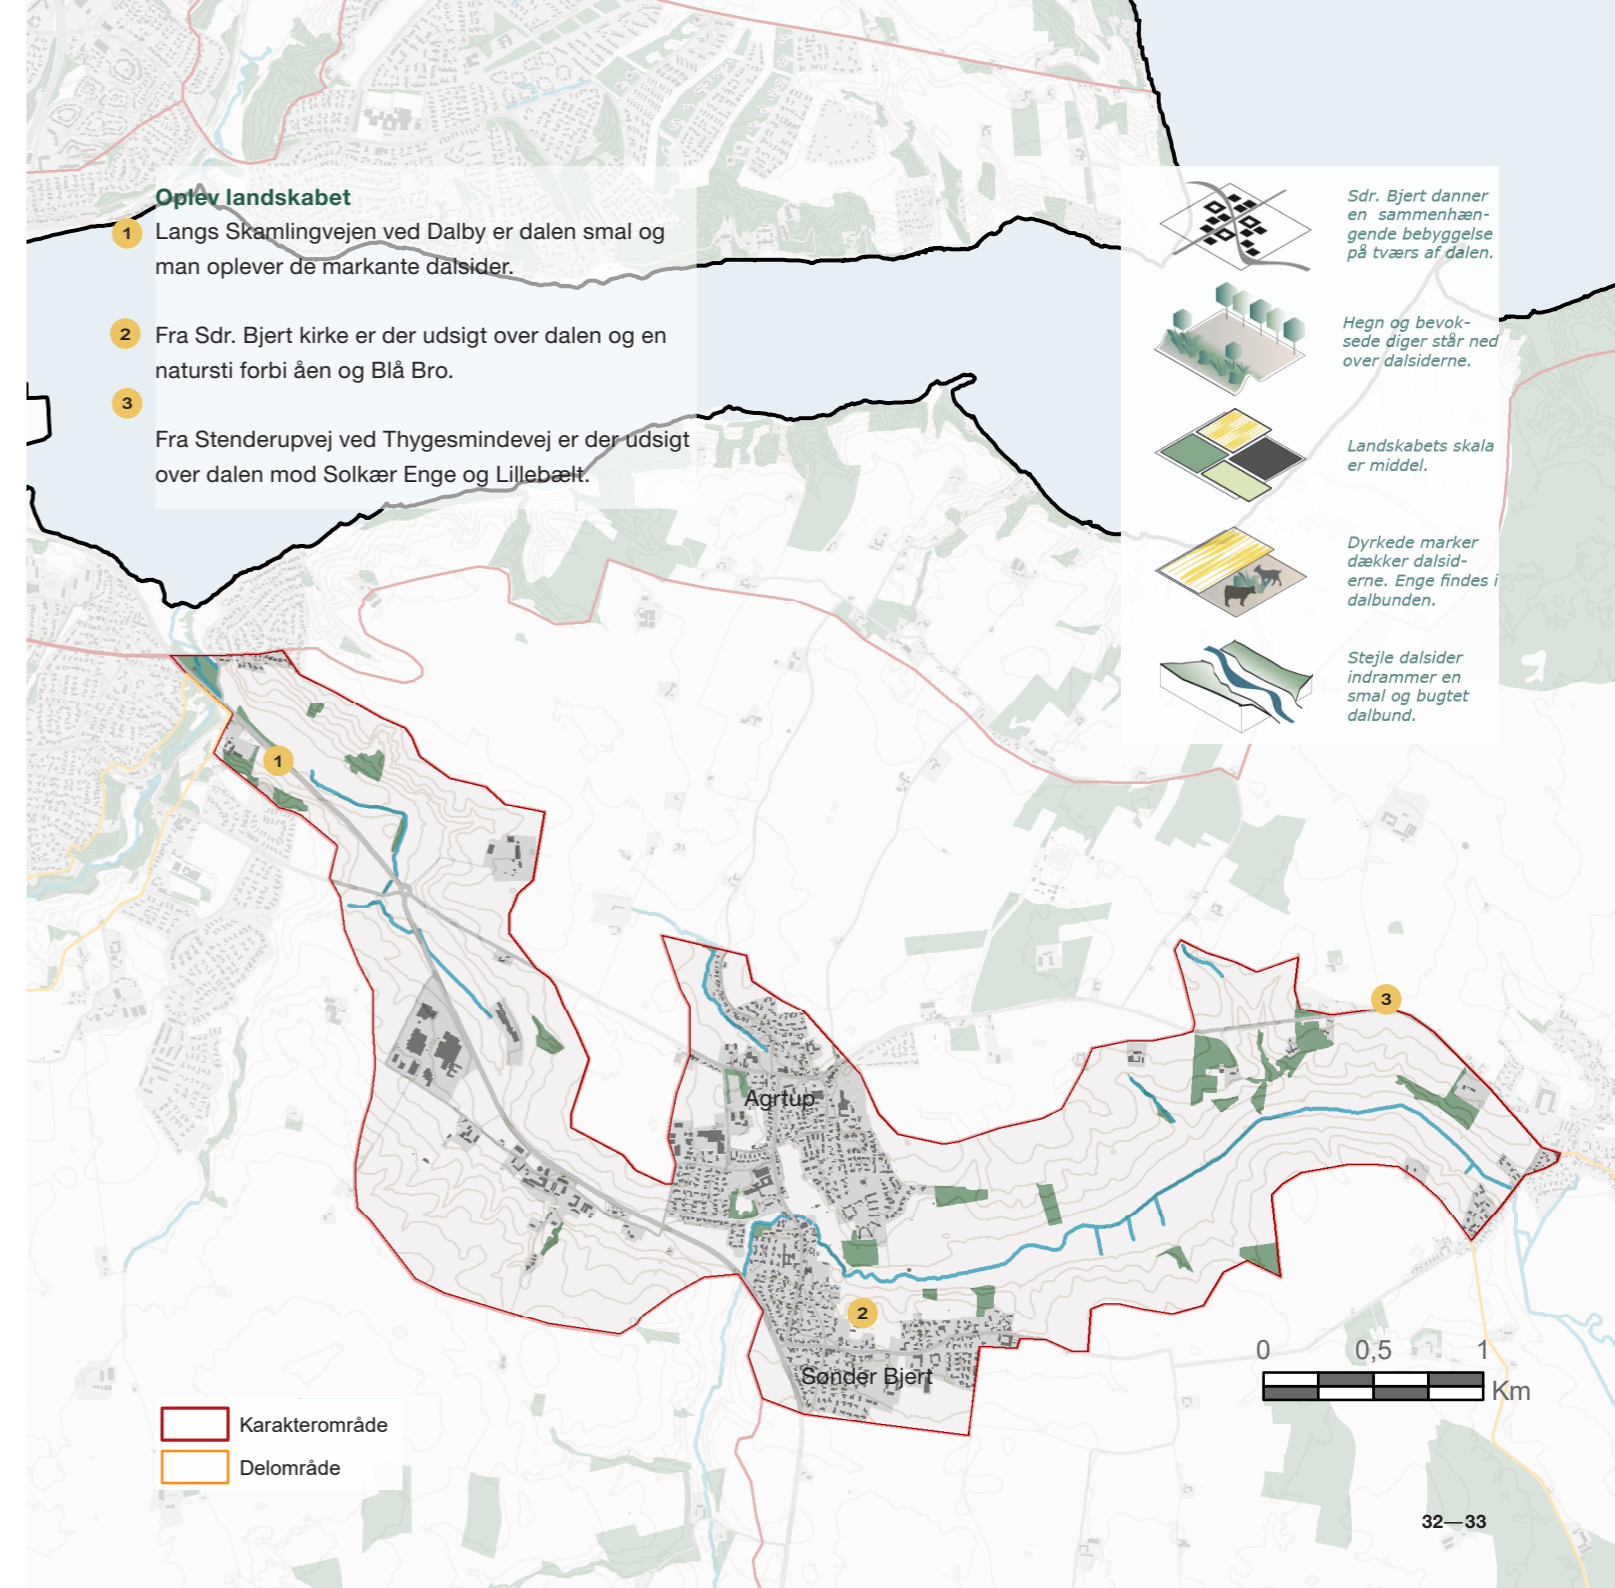 Oplev landskabet
1
Langs Skamlingvejen ved Dalby er dalen smal og
man oplever de markante dalsider.
2
Fra Sdr. Bjert kirke er der udsigt over dalen og en
natursti forbi åen og Blå Bro.
3
Fra Stenderupvej ved Thygesmindevej er der udsigt
over dalen mod Solkær Enge og Lillebælt.
Sdr. Bjert danner
en sammenhæn-
gende bebyggelse
på tværs af dalen.
Hegn og bevok-
sede diger står ned
over dalsiderne.
Landskabets skala
er middel.
Dyrkede marker
dækker dalsid-
erne. Enge findes i
dalbunden.
Stejle dalsider
indrammer en
smal og bugtet
dalbund.
1
3
Agrtup
2
Sønder Bjert
0 0,5 1
Km
Karakterområde
Delområde
32—33